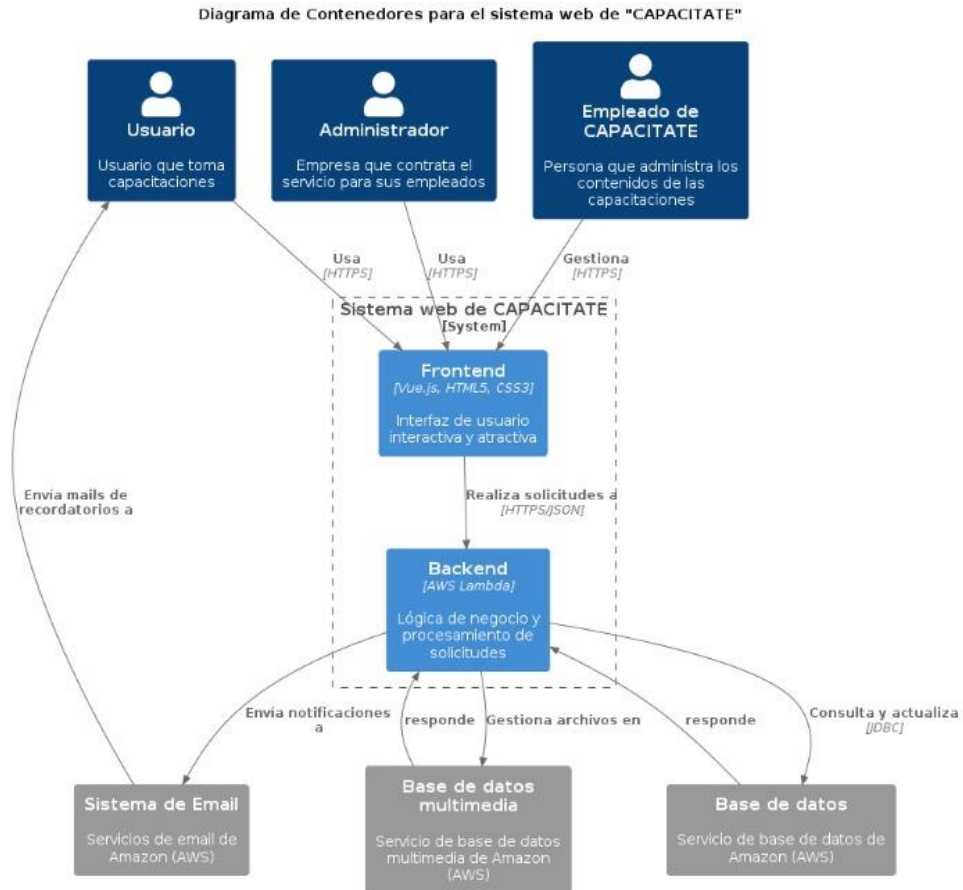 Diagrama de Contenedores para el sistema web de "CAPACITATE"
Usuario
Usuario que toma
capacitaciones
Administrador
Empresa que contrata el
servicio para sus empleados
Empleado de
CAPACITATE
Persona que administra los
contenidos de las
capacitaciones
Usa
[HTTPS]
Usa
[HTTPS]
Gestiona
[HTTPS]
Sistema web de CAPACITATE
[System]
Frontend
[Vue.js, HTML5, CSS3]
Interfaz de usuario
interactiva y atractiva
Envía mails de
recordatorios a
Realiza solicitudes a
[HTTPS/JSON]
Backend
[AWS Lambda]
Lógica de negocio y
procesamiento de
solicitudes
Envía notificaciones
a
responde
Gestiona archivos en
responde
Consulta y actualiza
[JDBC]
Sistema de Email
Servicios de email de
Amazon (AWS)
Base de datos
multimedia
Servicio de base de datos
multimedia de Amazon
(AWS)
Base de datos
Servicio de base de datos de
Amazon (AWS)